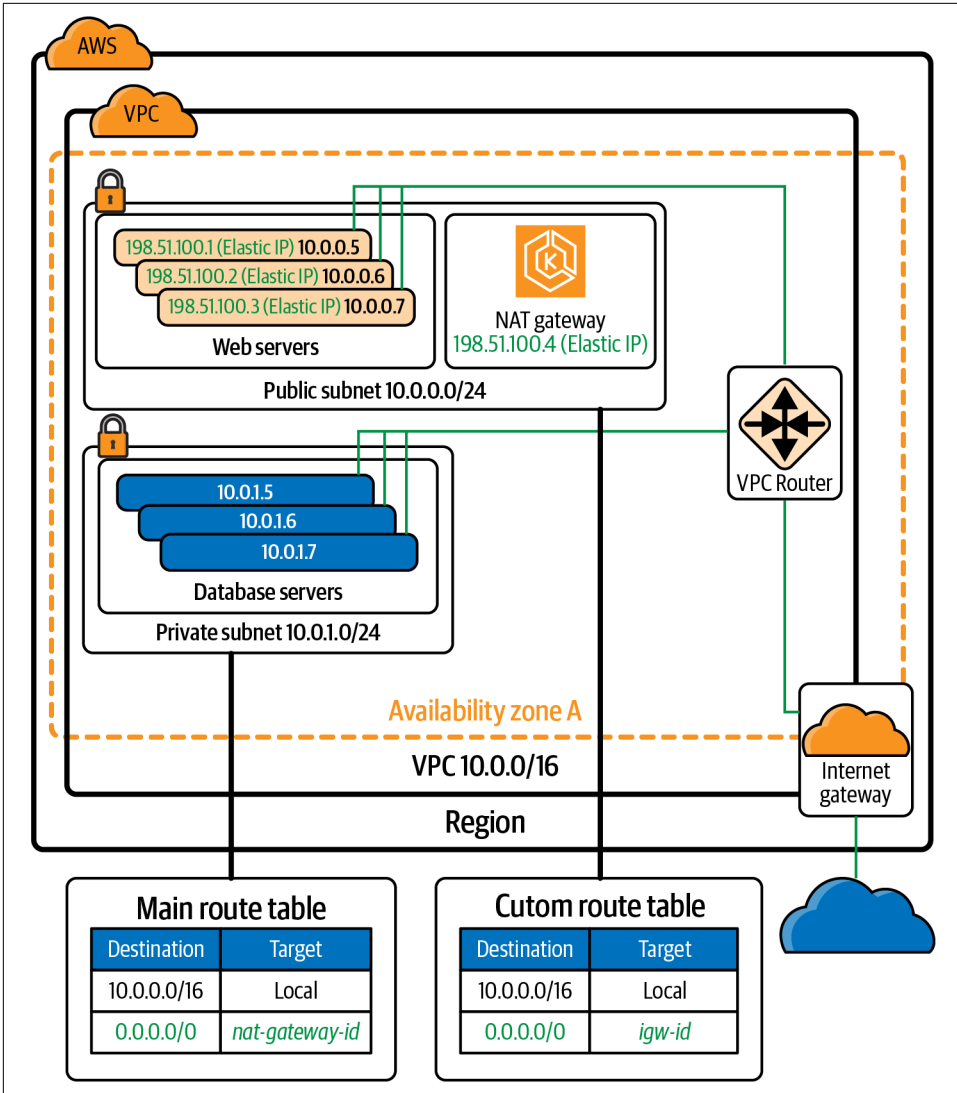 AWS
VPC
198.51.100.1 (Elastic IP) 10.0.0.5
198.51.100.2 (Elastic IP) 10.0.0.6
198.51.100.3 (Elastic IP) 10.0.0.7
Web servers
K
NAT gateway
198.51.100.4 (Elastic IP)
Public subnet 10.0.0.0/24
VPC Router
10.0.1.5
10.0.1.6
10.0.1.7
Database servers
Private subnet 10.0.1.0/24
Availability zone A
VPC 10.0.0/16
Internet
gateway
Region
Main route table
Destination Target
10.0.0.0/16 Local
0.0.0.0/0 nat-gateway-id
Cutom route table
Destination Target
10.0.0.0/16 Local
0.0.0.0/0 igw-id